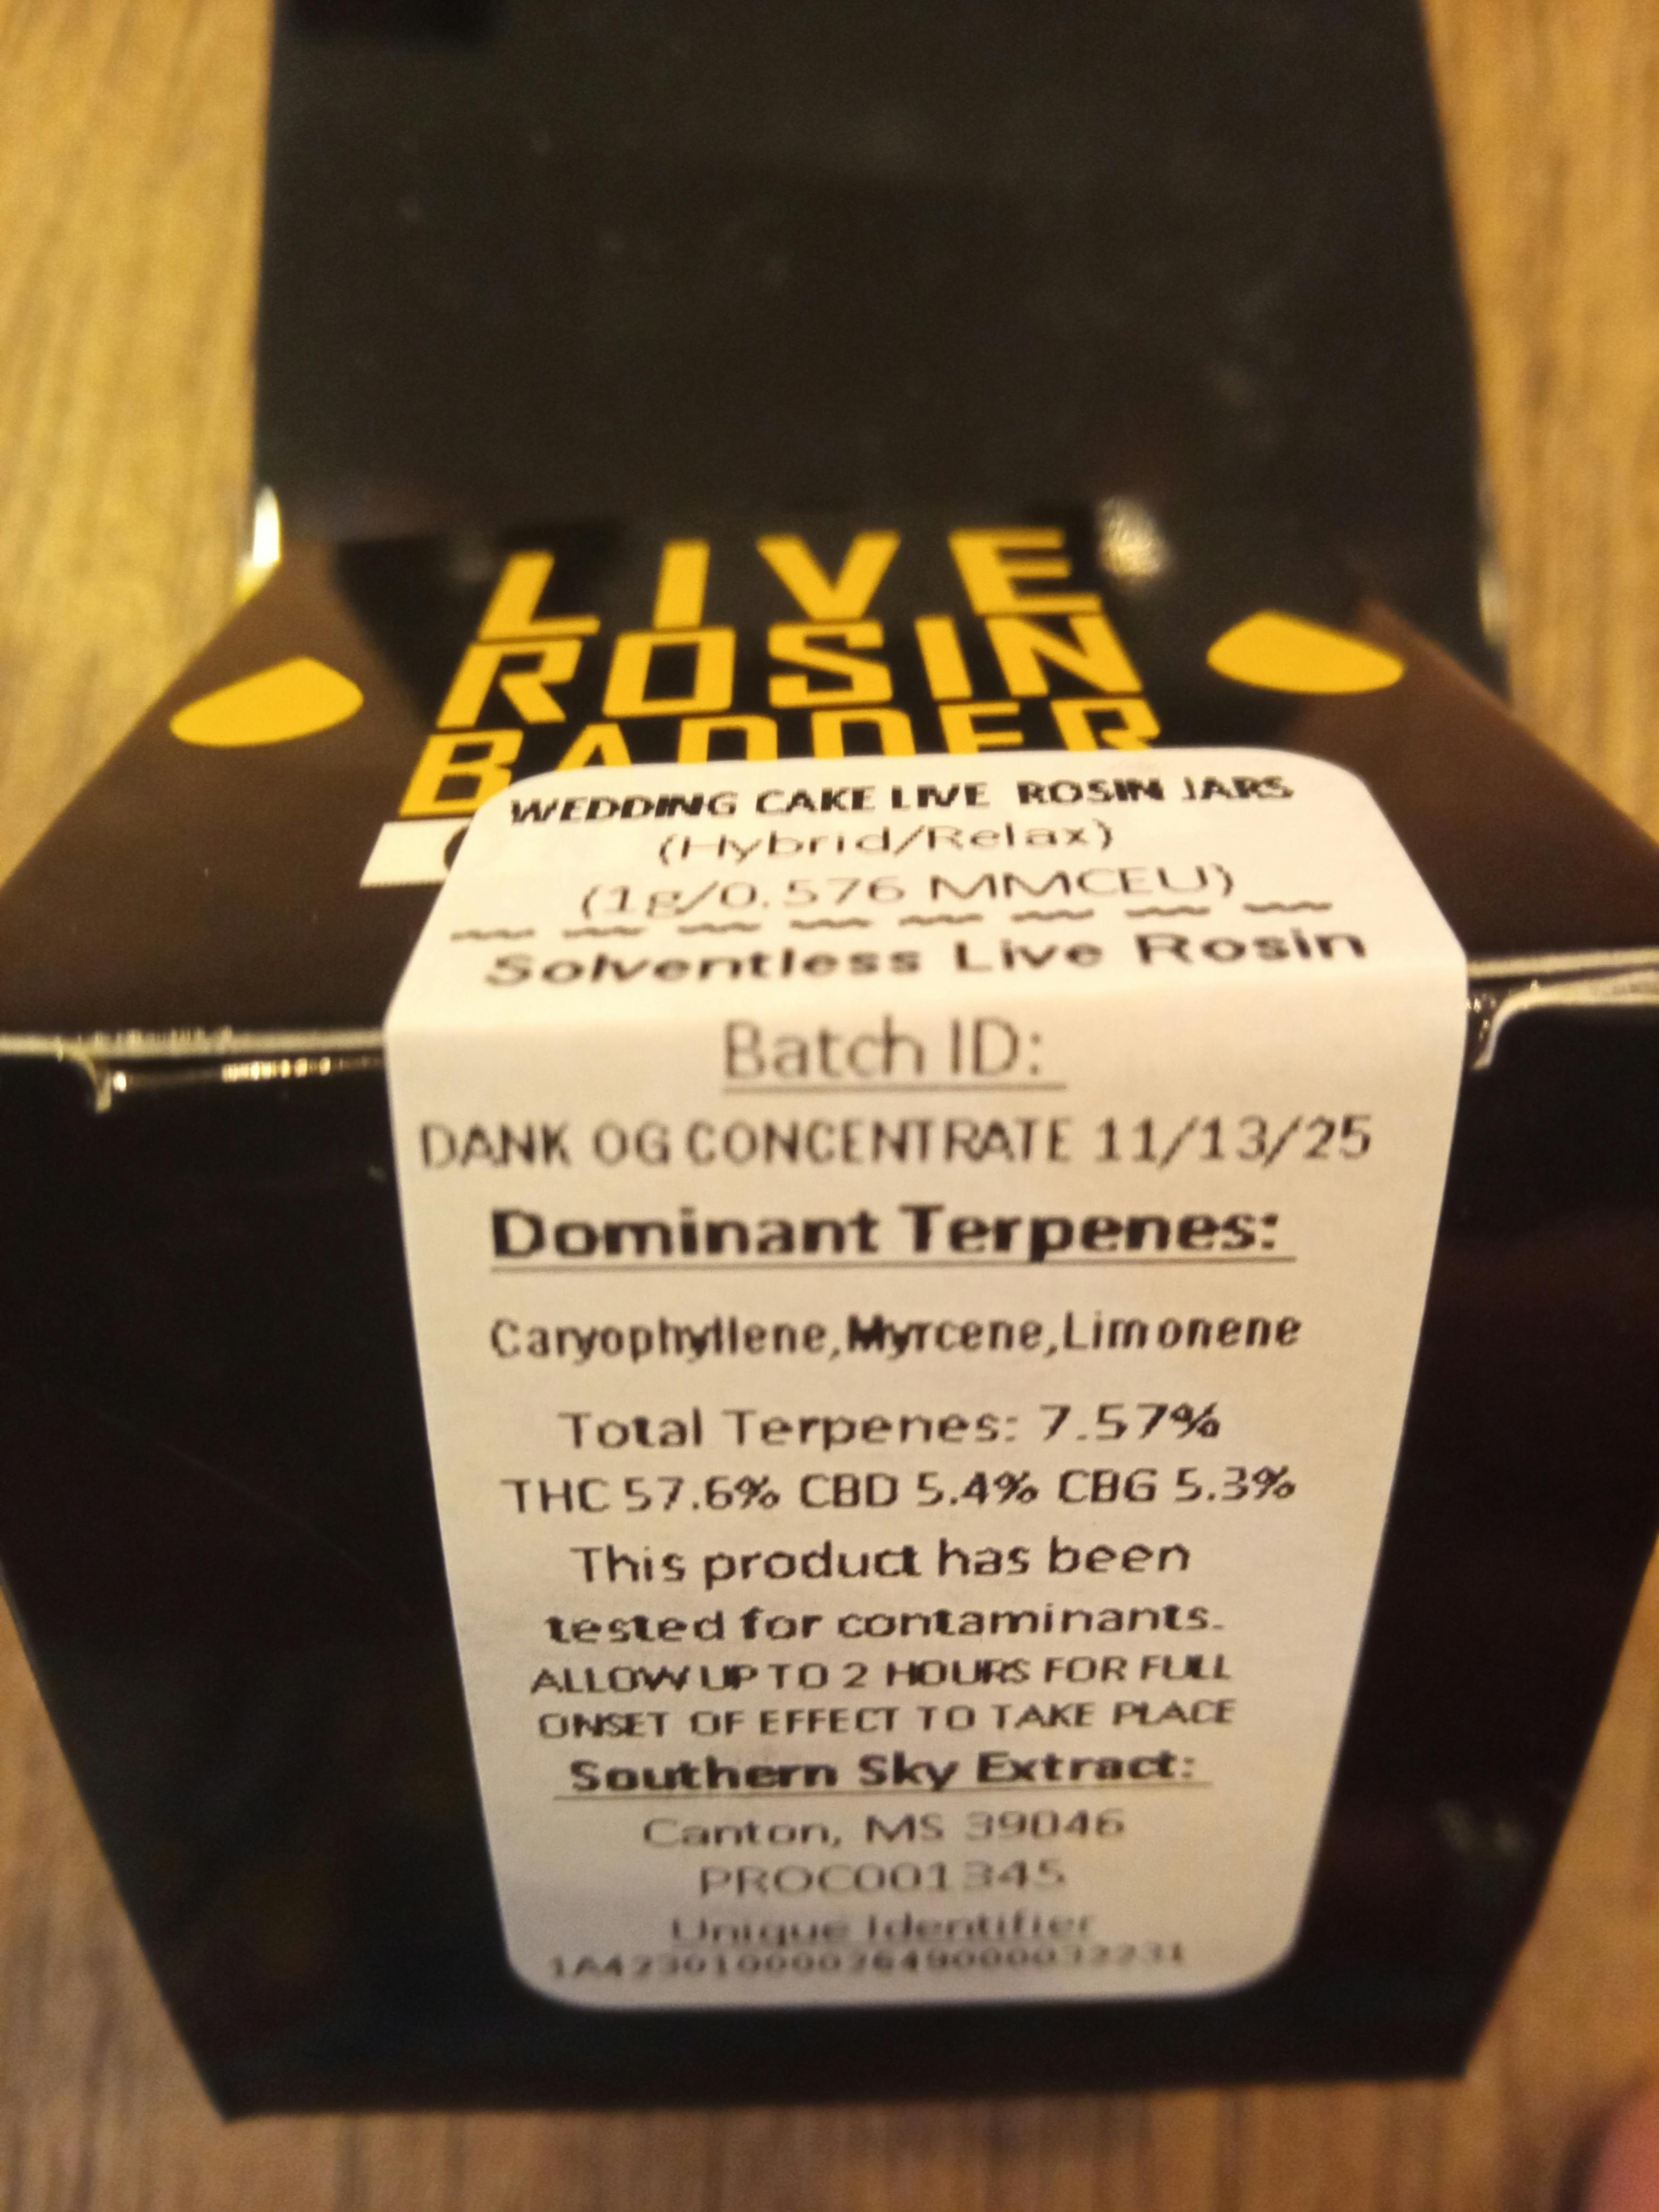 LIVE
ROSIN
BADDER
WEDDING CAKE LIVE ROSIN JARS
(Hybrid/Relax)
(1g/0.576 MMCEU)
Solventless Live Rosin
Batch ID:
DANK OG CONCENTRATE 11/13/25
Dominant Terpenes:
Caryophyllene,Myrcene,Limonene
Total Terpenes: 7.57%
THC 57.6% CBD 5.4% CBG 5.3%
This product has been
tested for contaminants.
ALLOW UP TO 2 HOURS FOR FULL
ONSET OF EFFECT TO TAKE PLACE
Southern Sky Extract:
Canton, MS 39046
PROC001345
Unique Identifier